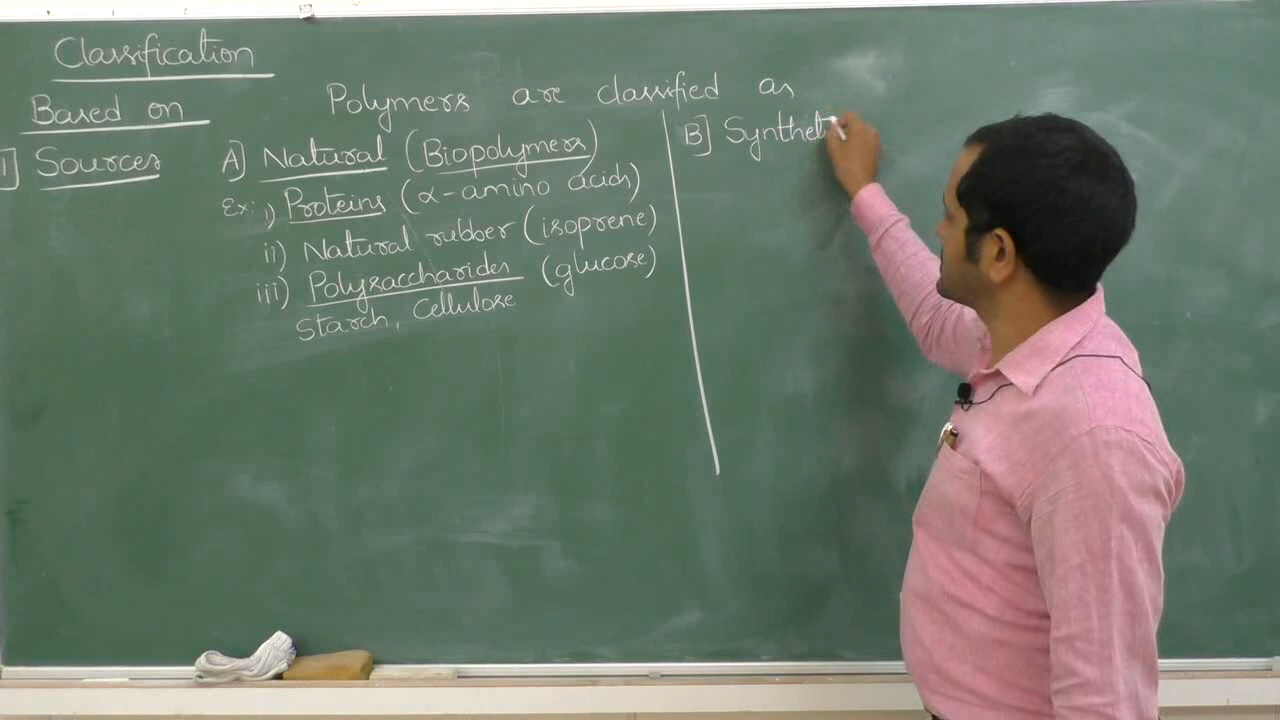 Classification
Based on
1] Sources
Polymers are classified as
A) Natural (Biopolymers)
Ex: i) Proteins (α-amino acids)
ii) Natural rubber (isoprene)
iii) Polysaccharides (glucose)
Starch, Cellulose
B] Synthet